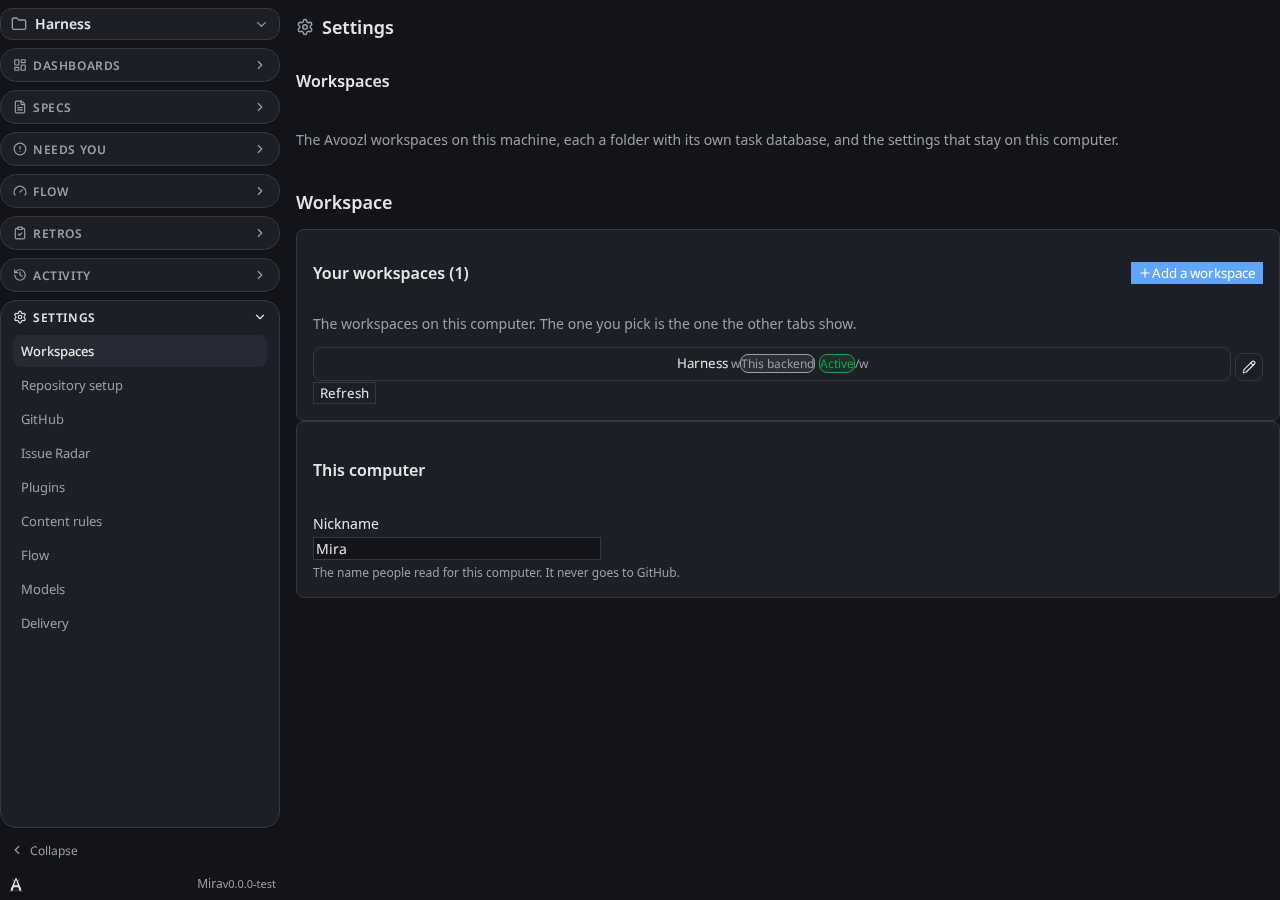 Harness
DASHBOARDS
SPECS
NEEDS YOU
FLOW
RETROS
ACTIVITY
SETTINGS
Workspaces
Repository setup
GitHub
Issue Radar
Plugins
Content rules
Flow
Models
Delivery
Collapse
Mirav0.0.0-test
Settings
Workspaces
The Avoozl workspaces on this machine, each a folder with its own task database, and the settings that stay on this computer.
Workspace
Your workspaces (1)
Add a workspace
The workspaces on this computer. The one you pick is the one the other tabs show.
Harness w This backend Active /w
Refresh
This computer
Nickname
Mira
The name people read for this computer. It never goes to GitHub.